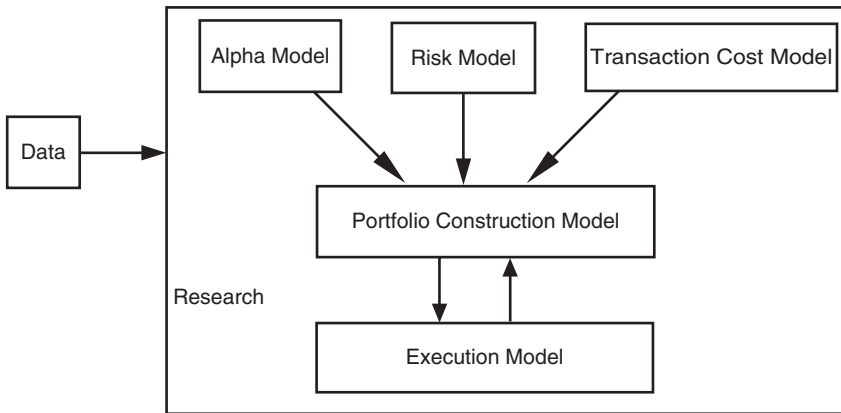 Alpha Model
Risk Model
Transaction Cost Model
Data
Portfolio Construction Model
Research
Execution Model